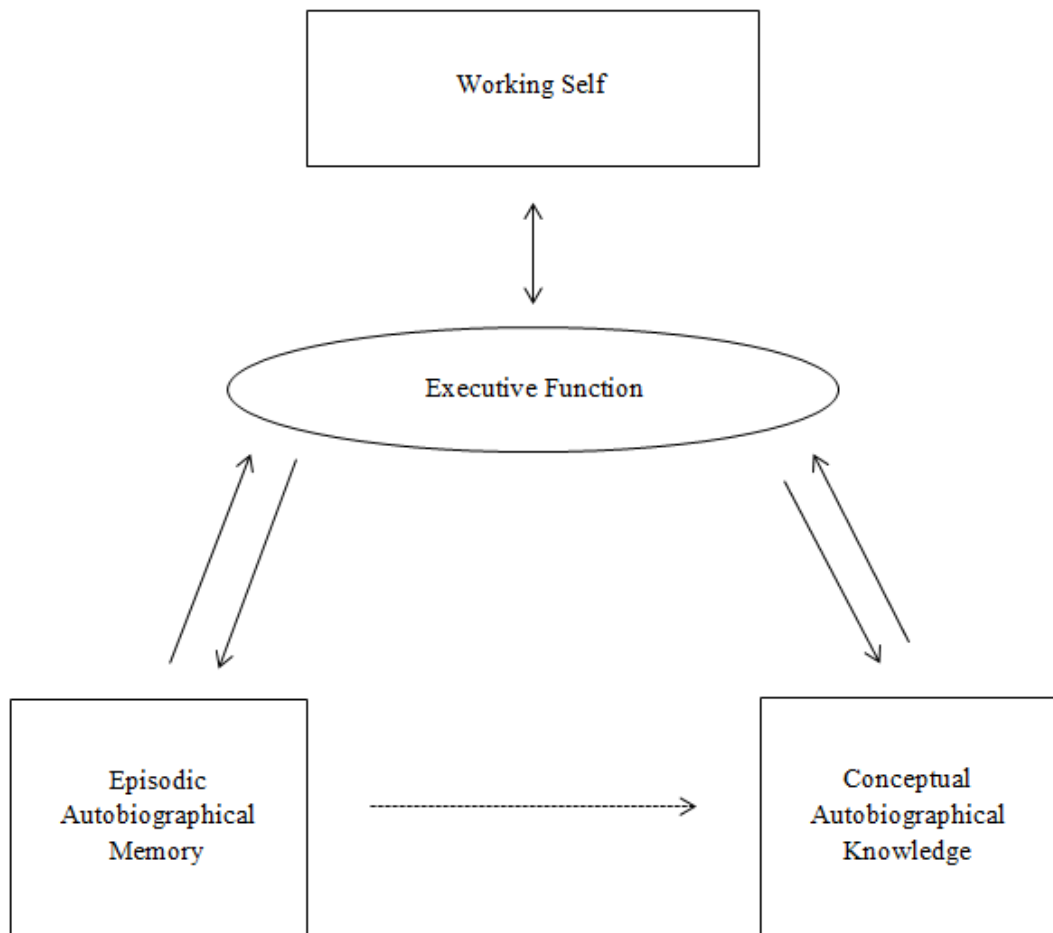 Working Self
Executive Function
Episodic
Autobiographical
Memory
Conceptual
Autobiographical
Knowledge